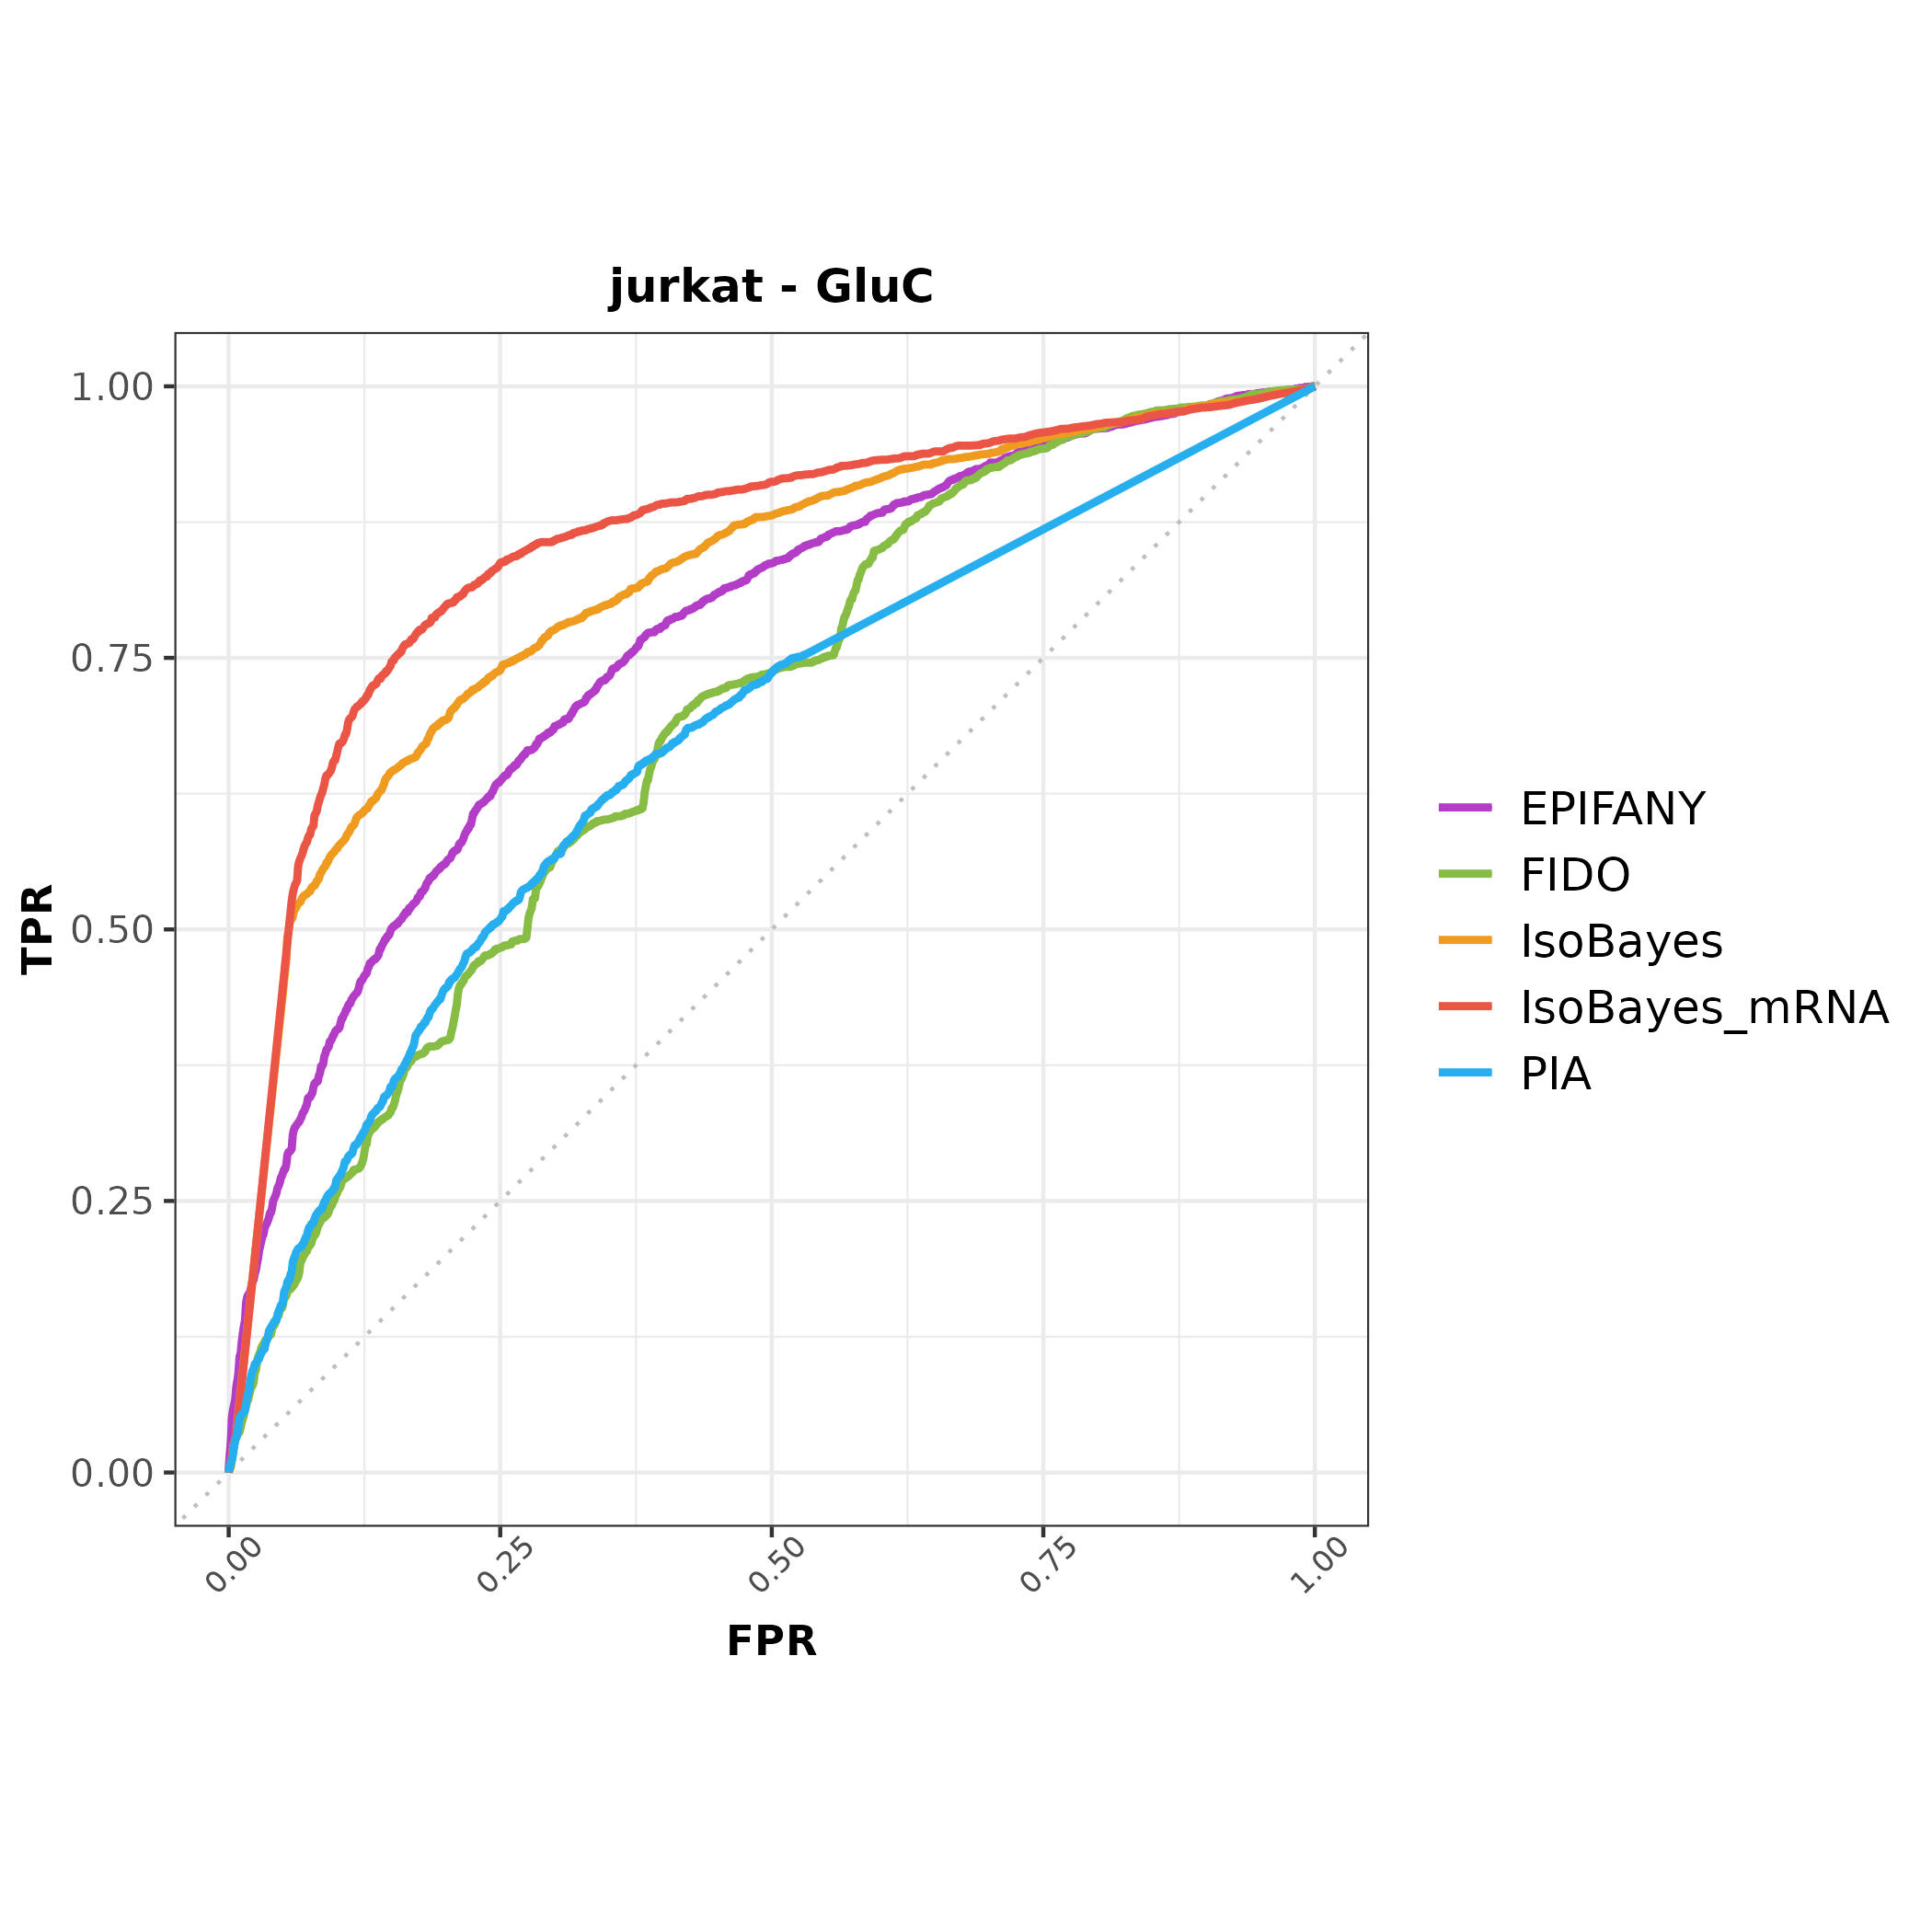 jurkat - GluC
1.00
0.75
0.50
0.25
0.00
TPR
0.00
0.25
0.50
0.75
1.00
FPR
EPIFANY
FIDO
IsoBayes
IsoBayes_mRNA
PIA